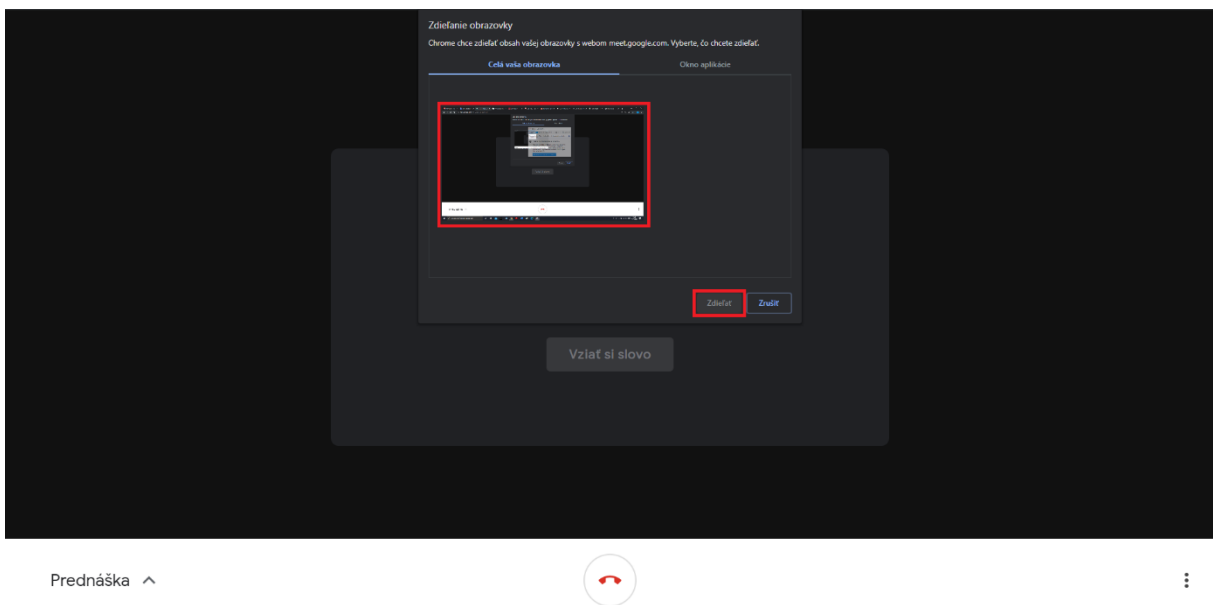 Zdieľanie obrazovky
Chrome chce zdieľať obsah vašej obrazovky s webom meet.google.com. Vyberte, čo chcete zdieľať.
Celá vaša obrazovka
Okno aplikácie
Zdieľať
Zrušiť
Vziať si slovo
Prednáška